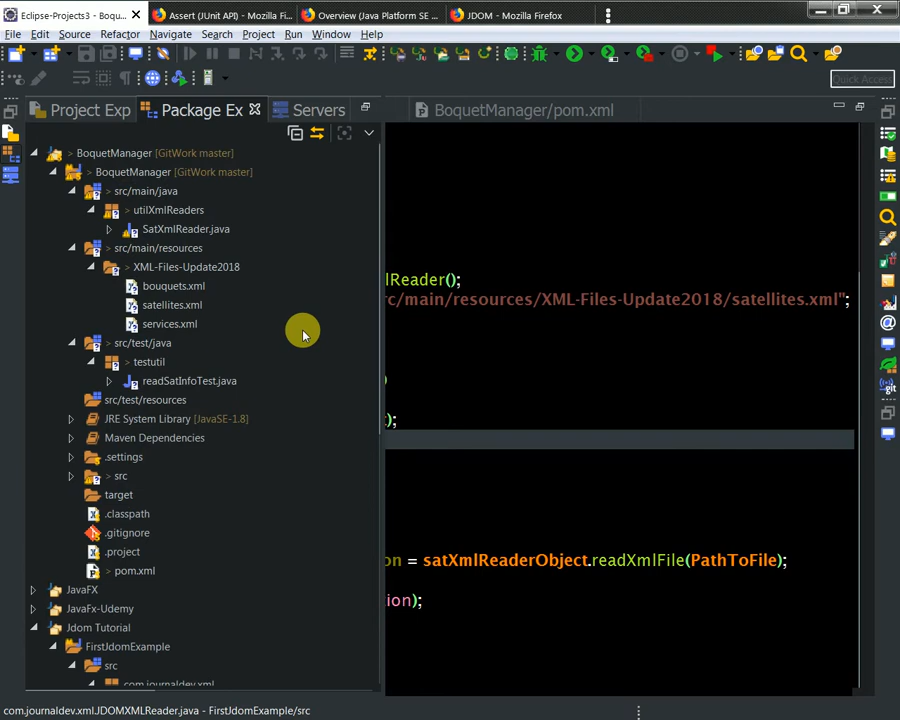 Eclipse-Projects3 - Boqu...
Assert (JUnit API) - Mozilla Fi...
Overview (Java Platform SE ...
JDOM - Mozilla Firefox
File Edit Source Refactor Navigate Search Project Run Window Help
Quick Access
Project Exp
Package Ex
Servers
BoquetManager/pom.xml
> BoquetManager [GitWork master]
> BoquetManager (GitWork master)
> src/main/java
> utilXmlReaders
> SatXmlReader.java
> src/main/resources
> XML-Files-Update2018
> bouquets.xml
> satellites.xml
> services.xml
> src/test/java
> testutil
> readSatInfoTest.java
src/test/resources
JRE System Library [JavaSE-1.8]
Maven Dependencies
> .settings
> src
target
> .classpath
> .gitignore
> .project
> pom.xml
JavaFX
JavaFx-Udemy
Jdom Tutorial
FirstJdomExample
src
com.journaldev.xml
lReader();
rc/main/resources/XML-Files-Update2018/satellites.xml";
)
);
on = satXmlReaderObject.readXmlFile(PathToFile);
ion);
com.journaldev.xml.JDOMXMLReader.java - FirstJdomExample/src